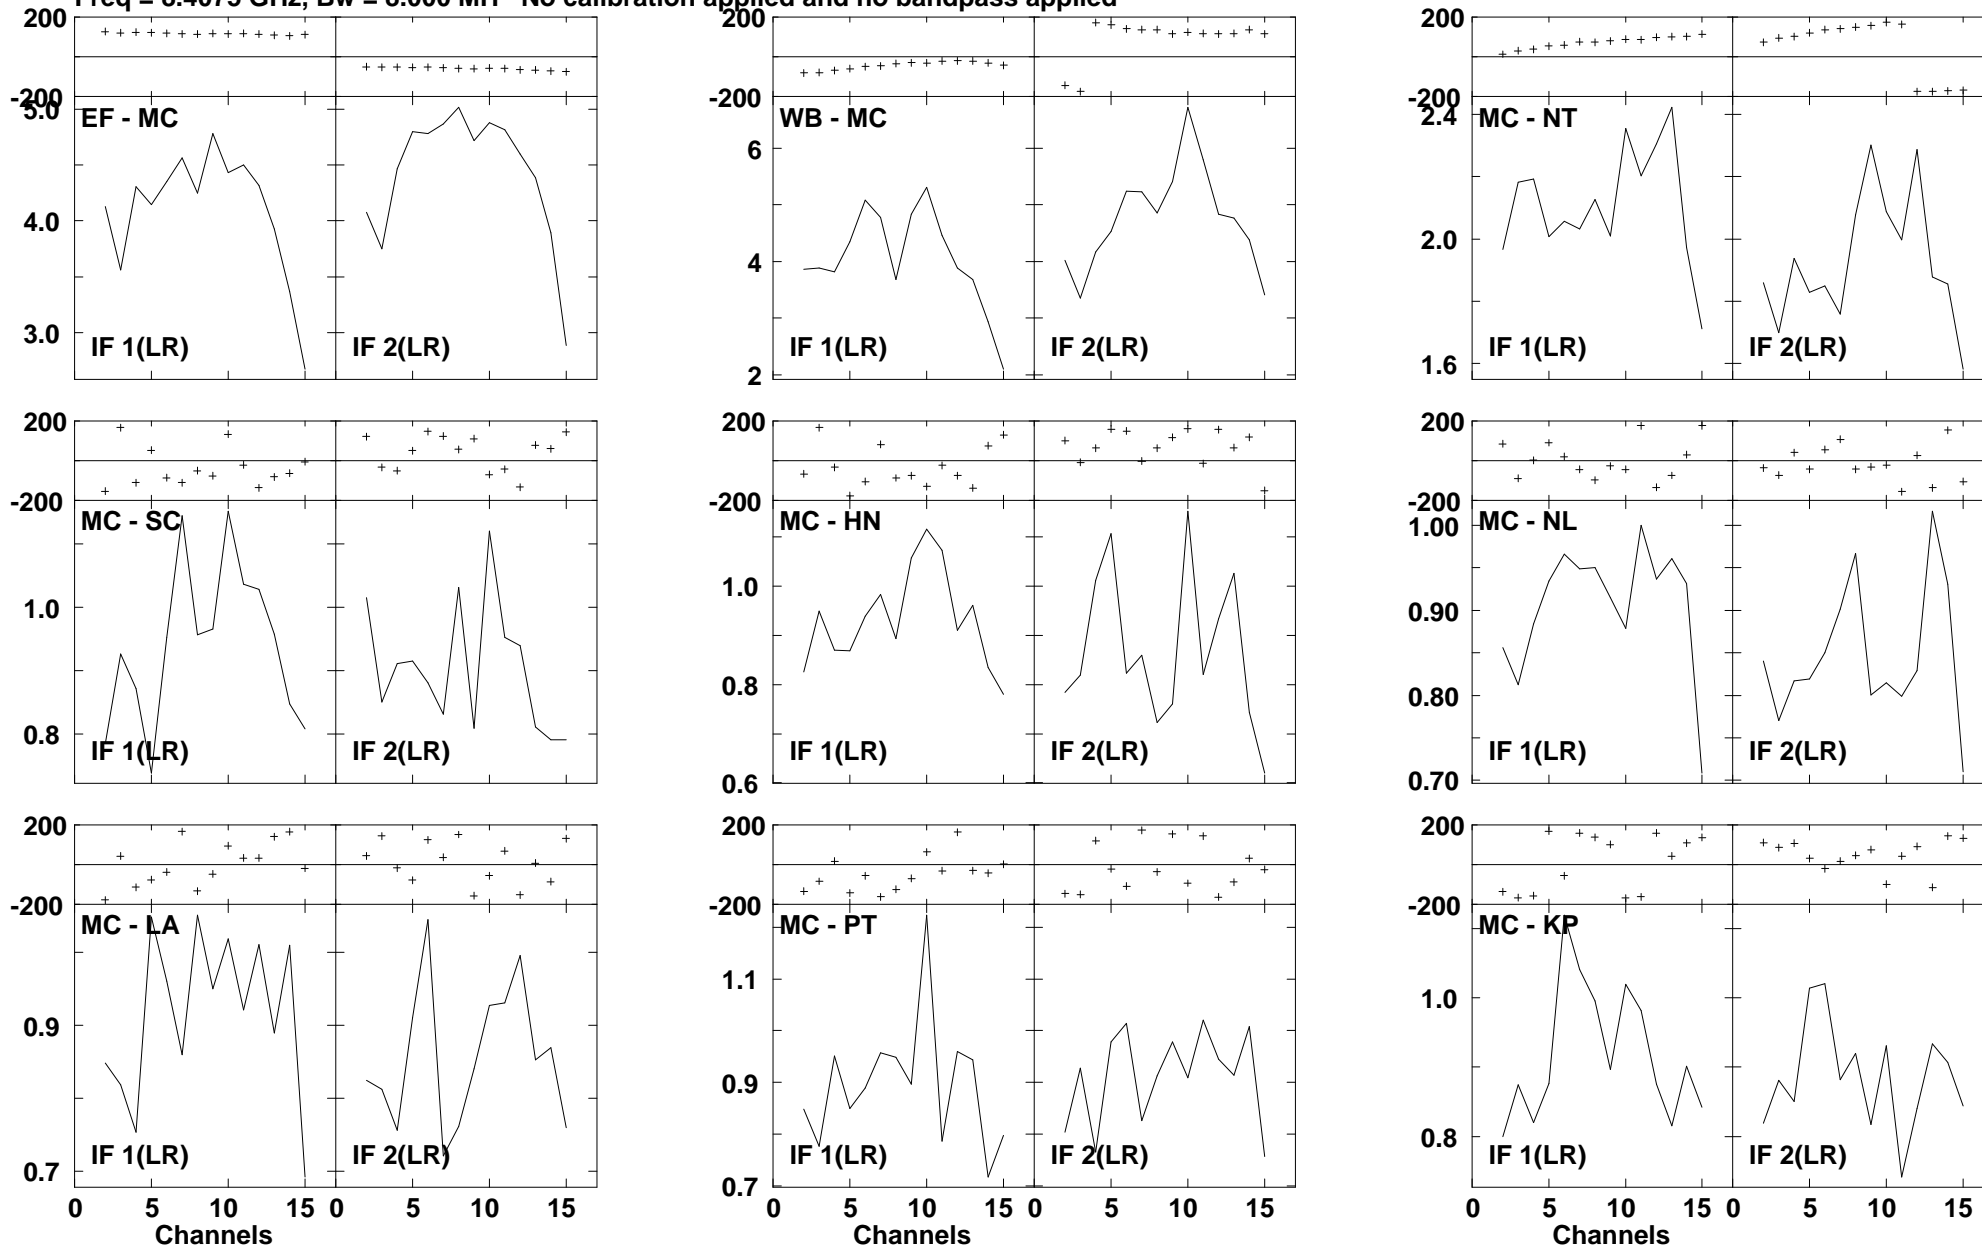 Freq = 8.4075 GHz, Bw = 8.000 MH No calibration applied and no bandpass applied
200
-200
5.0
4.0
3.0
EF - MC
IF 1(LR)
IF 2(LR)
200
-200
6
4
2
WB - MC
IF 1(LR)
IF 2(LR)
200
-200
2.4
2.0
1.6
MC - NT
IF 1(LR)
IF 2(LR)
200
-200
1.0
0.8
MC - SC
IF 1(LR)
IF 2(LR)
200
-200
1.0
0.8
0.6
MC - HN
IF 1(LR)
IF 2(LR)
200
-200
1.00
0.90
0.80
0.70
MC - NL
IF 1(LR)
IF 2(LR)
200
-200
0.9
0.7
MC - LA
IF 1(LR)
IF 2(LR)
0 5 10 15 0 5 10 15
Channels
200
-200
1.1
0.9
0.7
MC - PT
IF 1(LR)
IF 2(LR)
0 5 10 15 0 5 10 15
Channels
200
-200
1.0
0.8
MC - KP
IF 1(LR)
IF 2(LR)
0 5 10 15 0 5 10 15
Channels